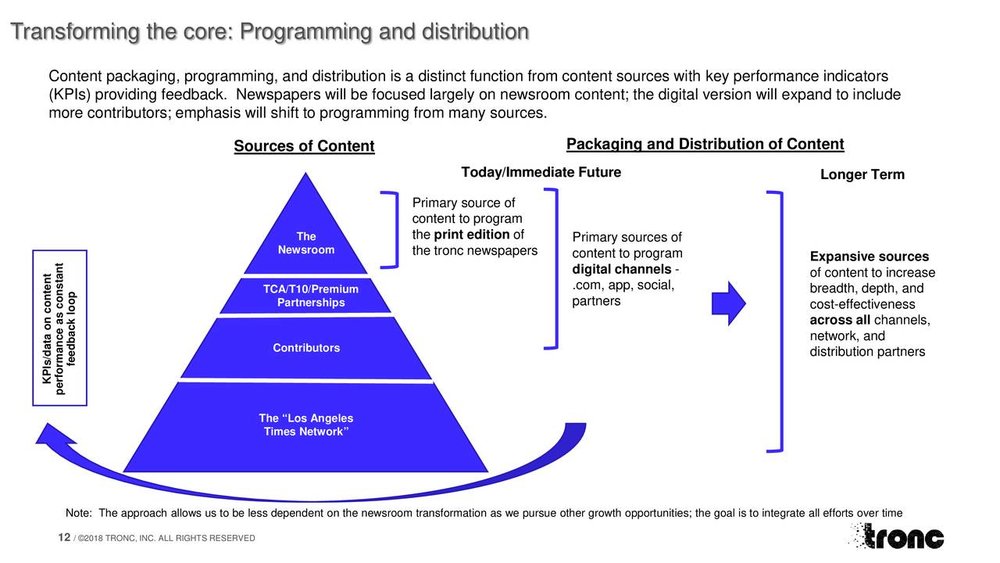 Transforming the core: Programming and distribution
Content packaging, programming, and distribution is a distinct function from content sources with key performance indicators
(KPIs) providing feedback.  Newspapers will be focused largely on newsroom content; the digital version will expand to include
more contributors; emphasis will shift to programming from many sources.
Sources of Content
Packaging and Distribution of Content
Today/Immediate Future
Longer Term
The
Newsroom
TCA/T10/Premium
Partnerships
Contributors
The “Los Angeles
Times Network”
KPIs/data on content
performance as constant
feedback loop
Primary source of
content to program
the print edition of
the tronc newspapers
Primary sources of
content to program
digital channels -
.com, app, social,
partners
Expansive sources
of content to increase
breadth, depth, and
cost-effectiveness
across all channels,
network, and
distribution partners
Note:  The approach allows us to be less dependent on the newsroom transformation as we pursue other growth opportunities; the goal is to integrate all efforts over time
12 / ©2018 TRONC, INC. ALL RIGHTS RESERVED
tronc